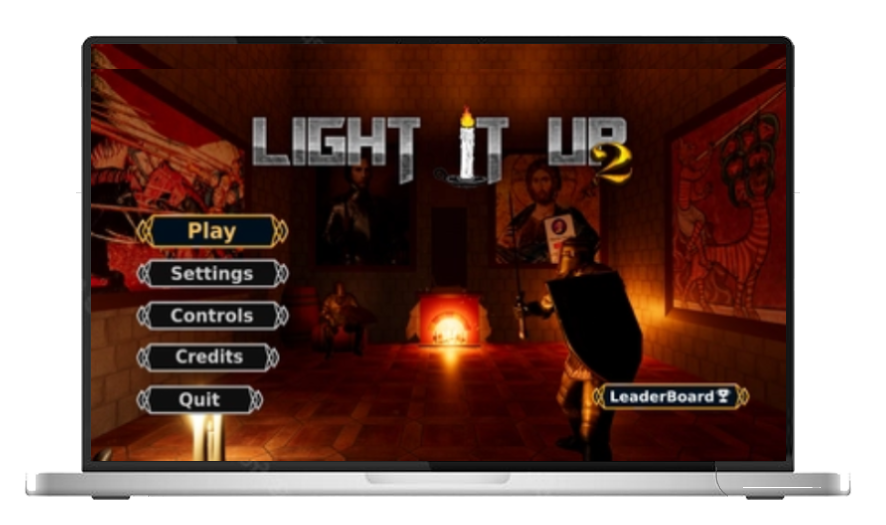 LIGHT IT UP
2
Play
Settings
Controls
Credits
Quit
LeaderBoard